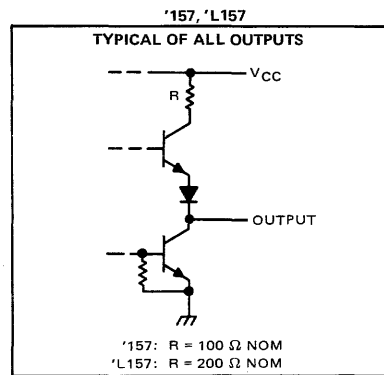 '157, 'L157
TYPICAL OF ALL OUTPUTS
VCC
R
OUTPUT
'157: R = 100 Ω NOM
'L157: R = 200 Ω NOM